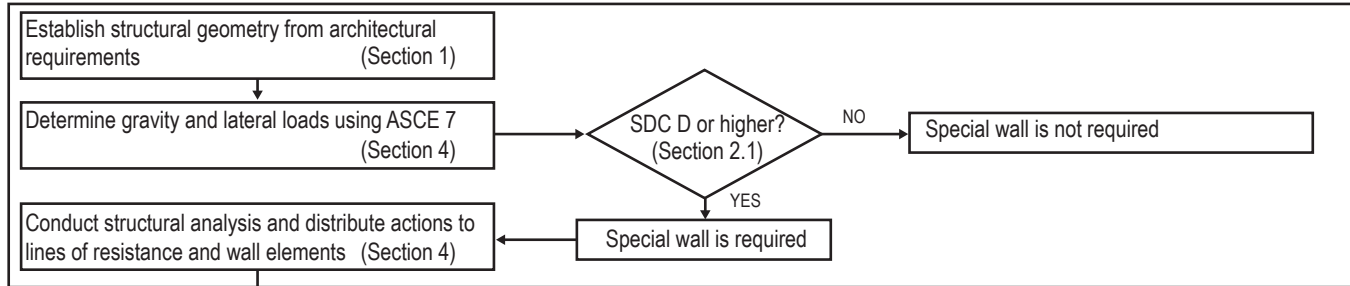 Establish structural geometry from architectural
requirements (Section 1)
Determine gravity and lateral loads using ASCE 7
(Section 4)
SDC D or higher?
(Section 2.1)
NO
Special wall is not required
YES
Special wall is required
Conduct structural analysis and distribute actions to
lines of resistance and wall elements (Section 4)